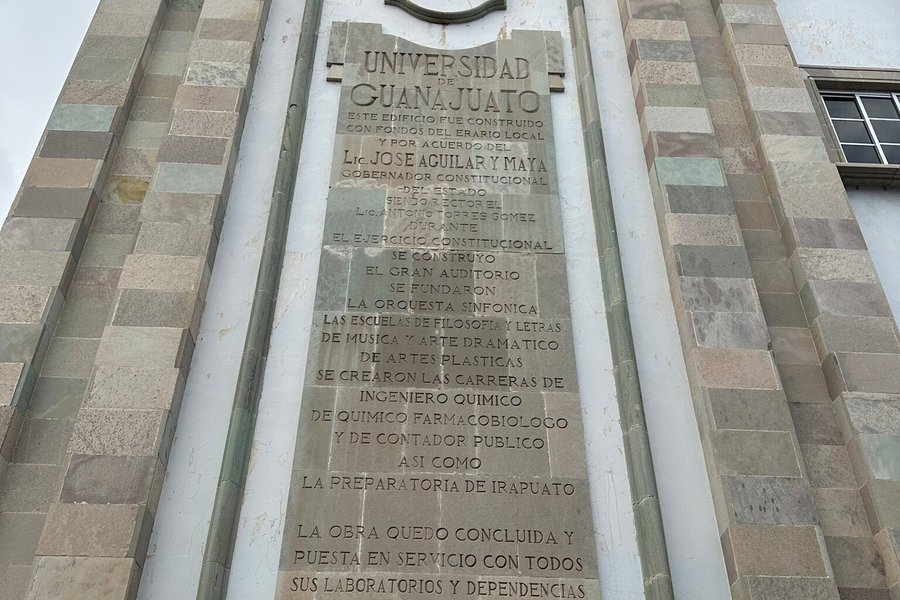 UNIVERSIDAD
DE
GUANAJUATO
ESTE EDIFICIO FUE CONSTRUIDO
CON FONDOS DEL ERARIO LOCAL
Y POR ACUERDO DEL
LIC. JOSE AGUILAR Y MAYA
GOBERNADOR CONSTITUCIONAL
DEL ESTADO
SIENDO RECTOR EL
LIC. ANTONIO TORRES GOMEZ
DURANTE
EL EJERCICIO CONSTITUCIONAL
SE CONSTRUYO
EL GRAN AUDITORIO
SE FUNDARON
LA ORQUESTA SINFONICA
LAS ESCUELAS DE FILOSOFIA Y LETRAS
DE MUSICA Y ARTE DRAMATICO
DE ARTES PLASTICAS
SE CREARON LAS CARRERAS DE
INGENIERO QUIMICO
DE QUIMICO FARMACOBIOLOGO
Y DE CONTADOR PUBLICO
ASI COMO
LA PREPARATORIA DE IRAPUATO
LA OBRA QUEDO CONCLUIDA Y
PUESTA EN SERVICIO CON TODOS
SUS LABORATORIOS Y DEPENDENCIAS